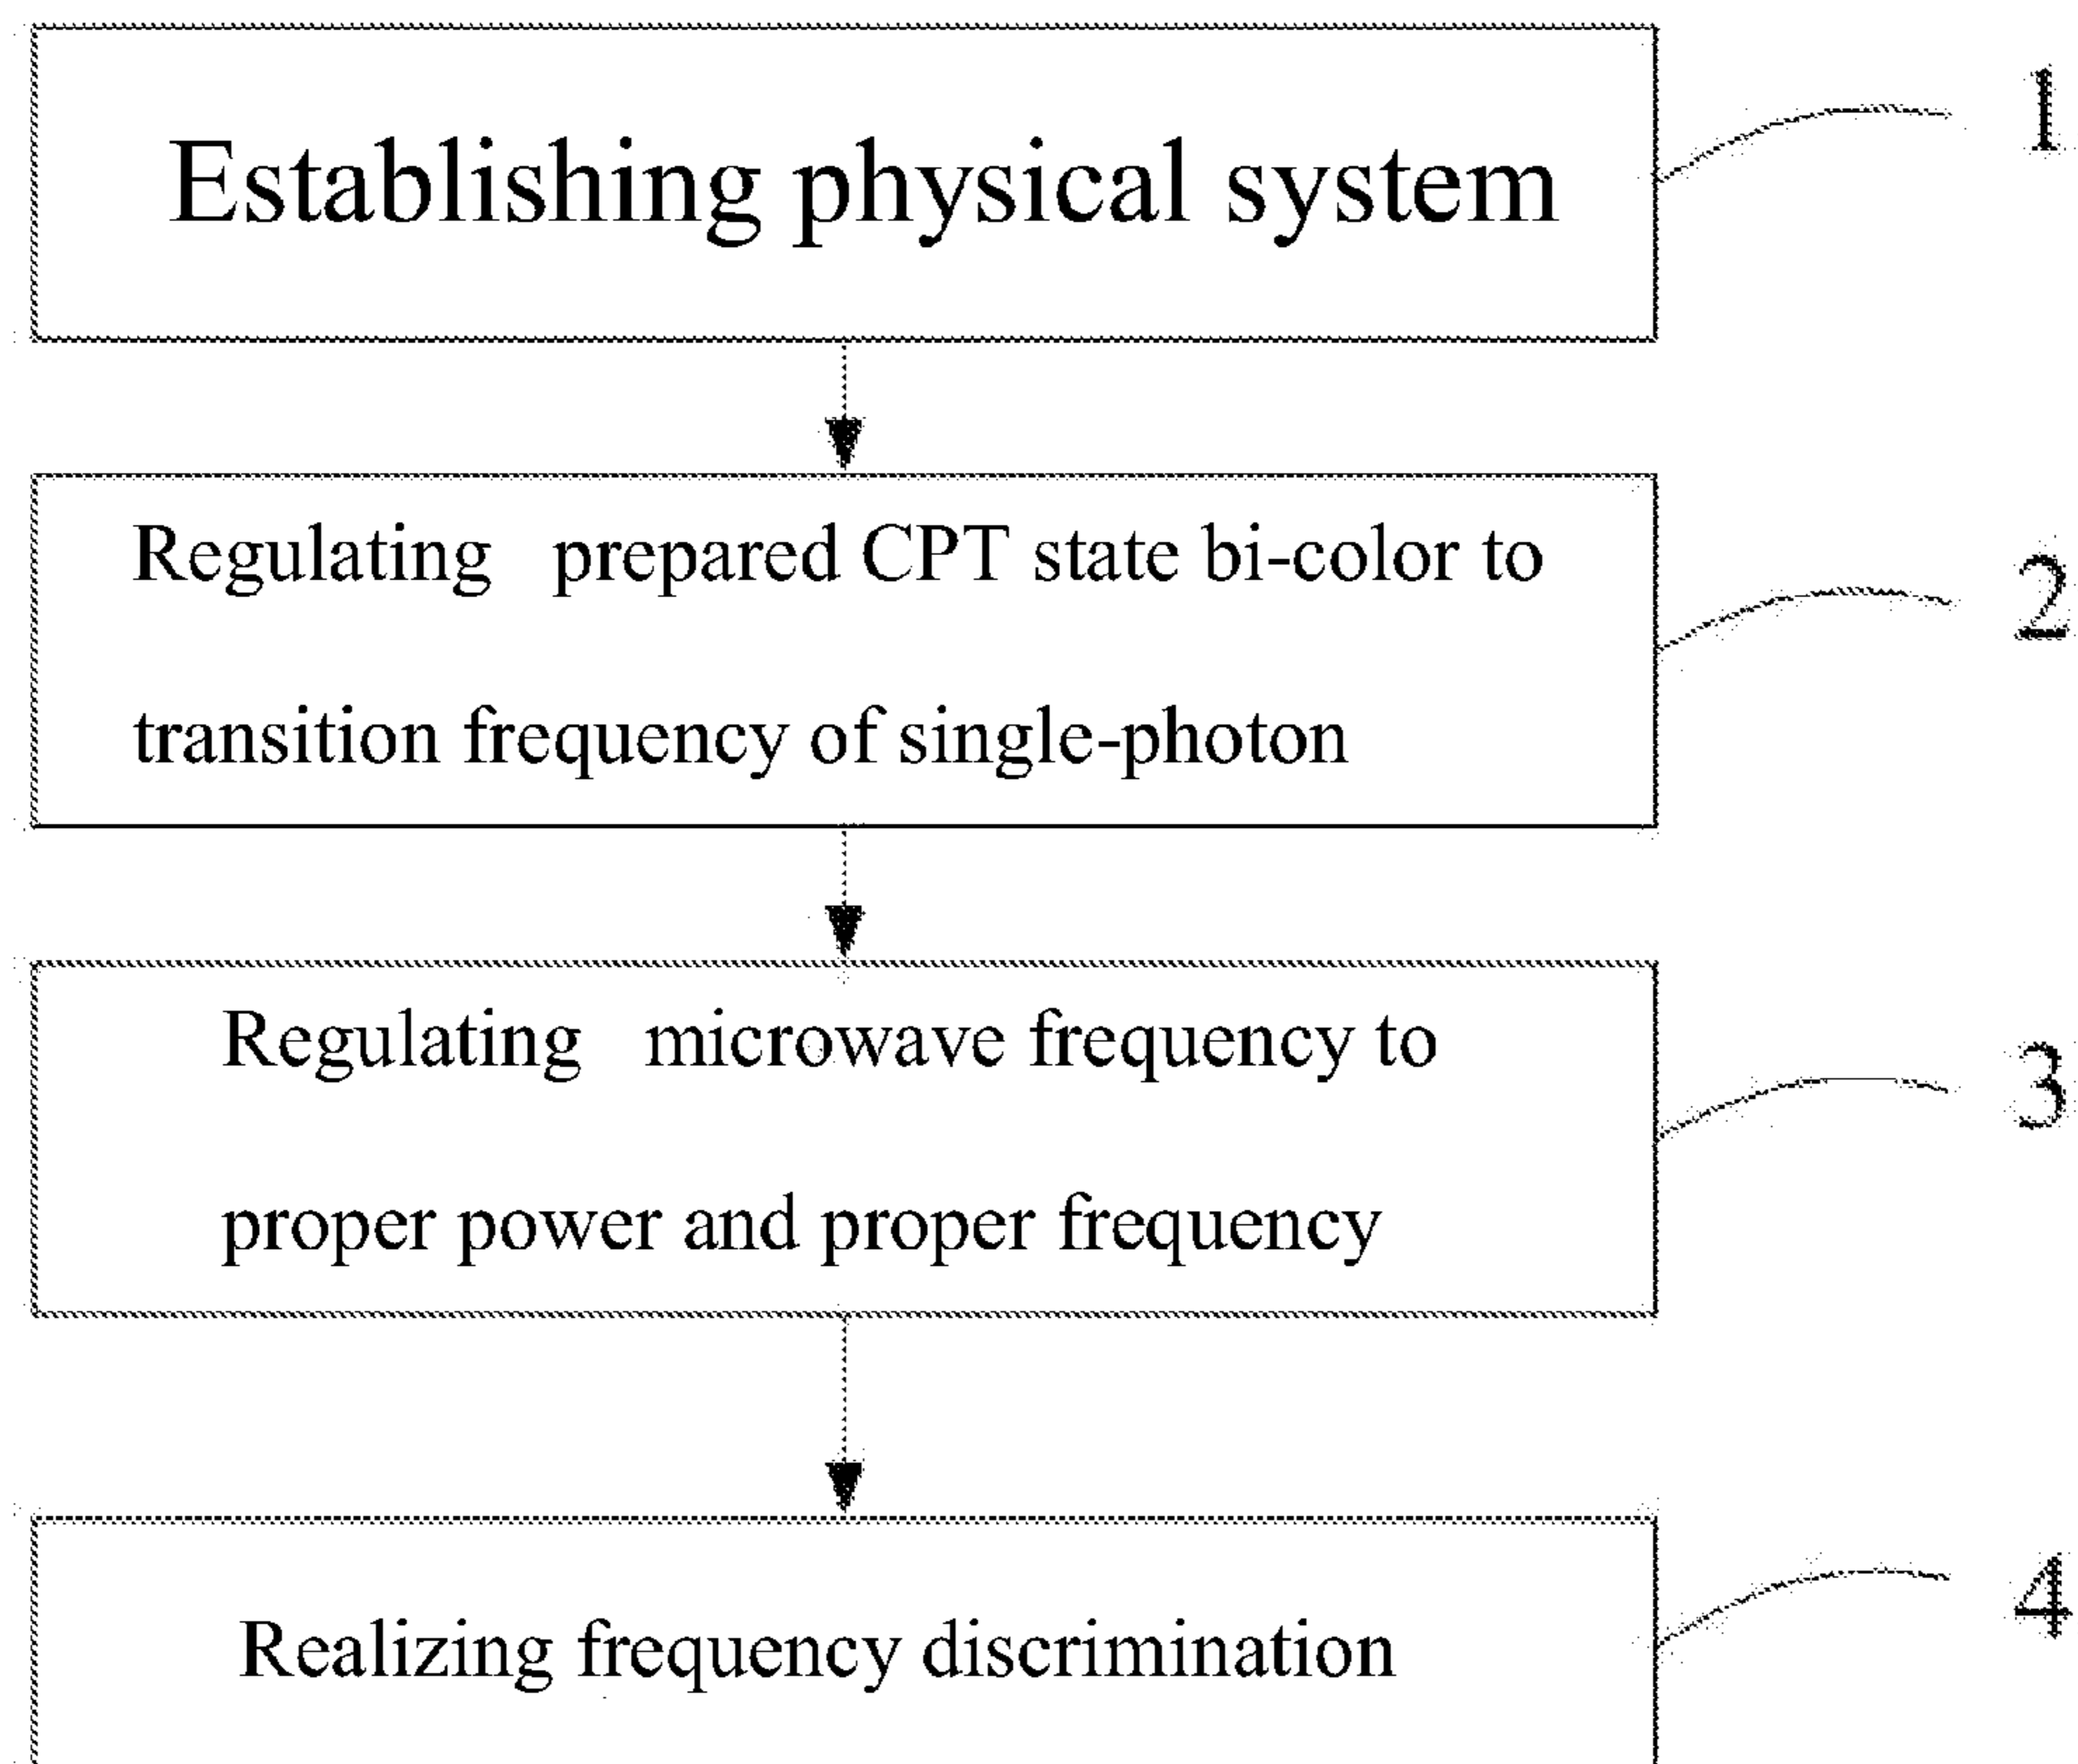 Establishing physical system
1
Regulating prepared CPT state bi-color to
transition frequency of single-photon
2
Regulating microwave frequency to
proper power and proper frequency
3
Realizing frequency discrimination
4